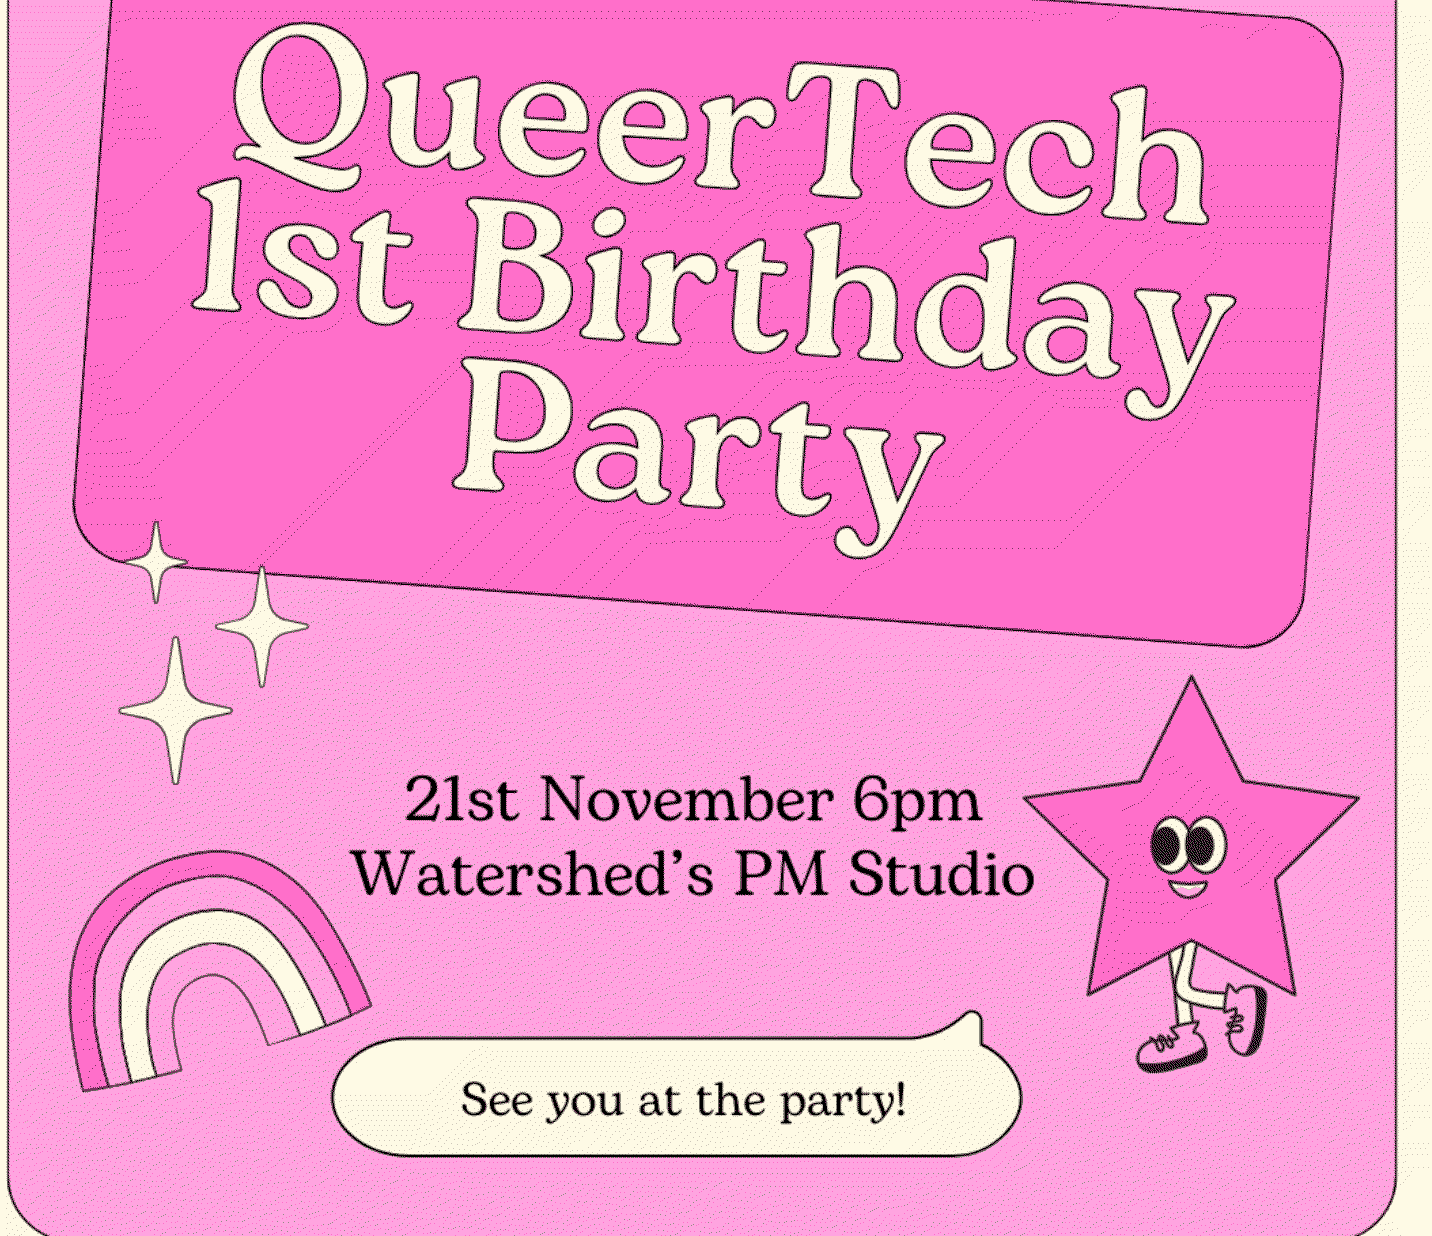 QueerTech
1st Birthday
Party
21st November 6pm
Watershed's PM Studio
See you at the party!